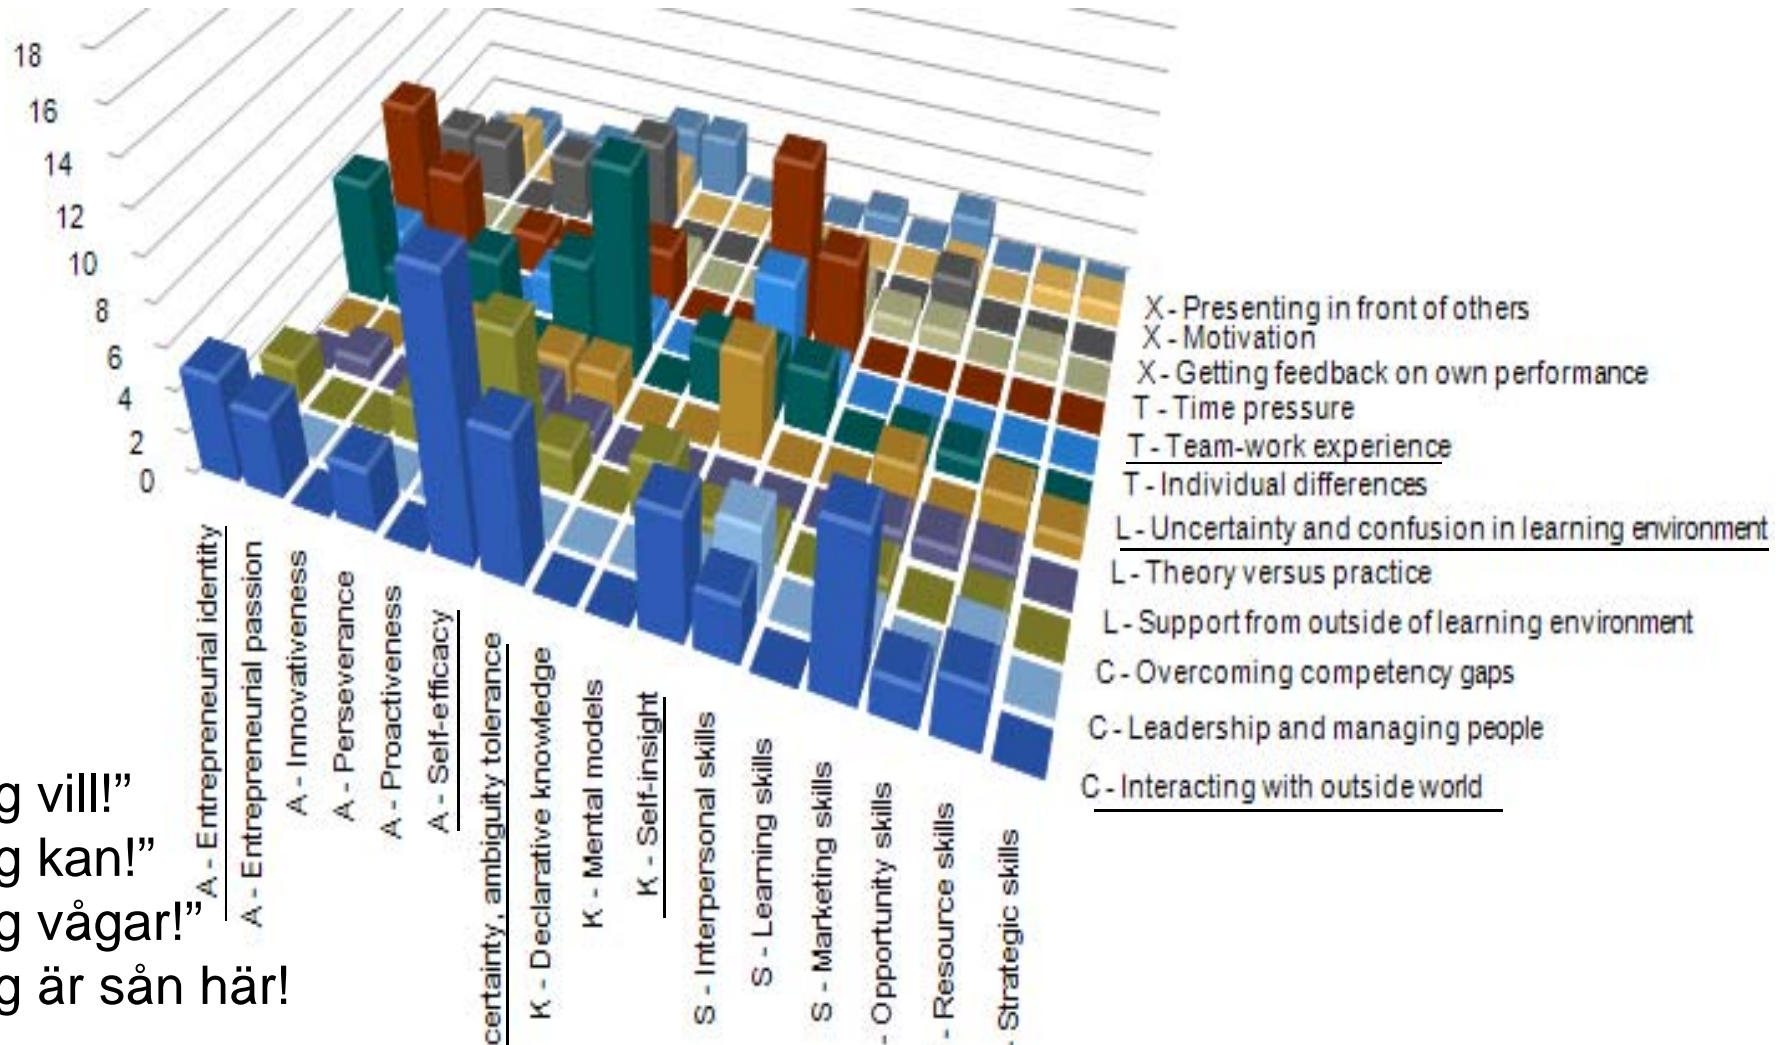 18
16
14
12
10
8
6
4
2
0
X - Presenting in front of others
X - Motivation
X - Getting feedback on own performance
T - Time pressure
T - Team-work experience
T - Individual differences
L - Uncertainty and confusion in learning environment
L - Theory versus practice
L - Support from outside of learning environment
C - Overcoming competency gaps
C - Leadership and managing people
C - Interacting with outside world
A - Entrepreneurial identity
A - Entrepreneurial passion
A - Innovativeness
A - Perseverance
A - Proactiveness
A - Self-efficacy
certainty, ambiguity tolerance
K - Declarative knowledge
K - Mental models
K - Self-insight
S - Interpersonal skills
S - Learning skills
S - Marketing skills
- Opportunity skills
- Resource skills
- Strategic skills
g vill!”
g kan!”
g vågar!”
g är sån här!